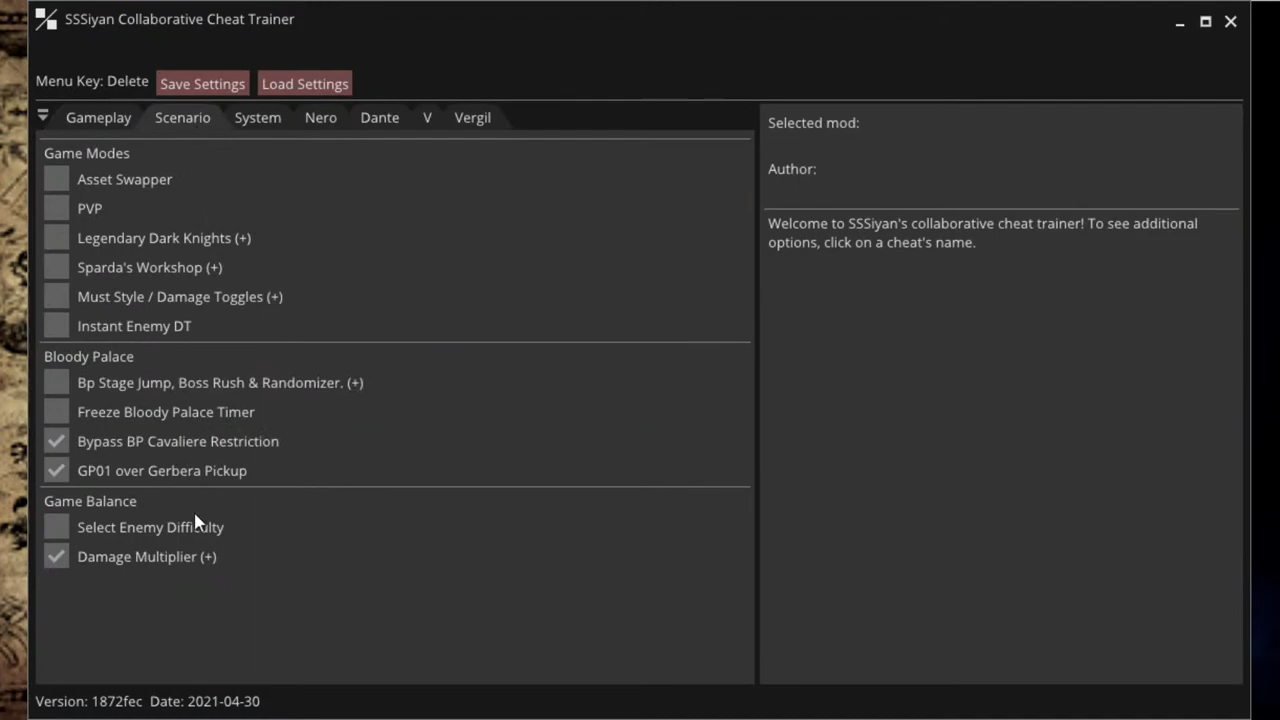 SSSiyan Collaborative Cheat Trainer
Menu Key: Delete Save Settings Load Settings
Gameplay Scenario System Nero Dante V Vergil
Game Modes
Asset Swapper
PVP
Legendary Dark Knights (+)
Sparda's Workshop (+)
Must Style / Damage Toggles (+)
Instant Enemy DT
Bloody Palace
Bp Stage Jump, Boss Rush & Randomizer. (+)
Freeze Bloody Palace Timer
Bypass BP Cavaliere Restriction
GP01 over Gerbera Pickup
Game Balance
Select Enemy Difficulty
Damage Multiplier (+)
Selected mod:
Author:
Welcome to SSSiyan's collaborative cheat trainer! To see additional
options, click on a cheat's name.
Version: 1872fec Date: 2021-04-30